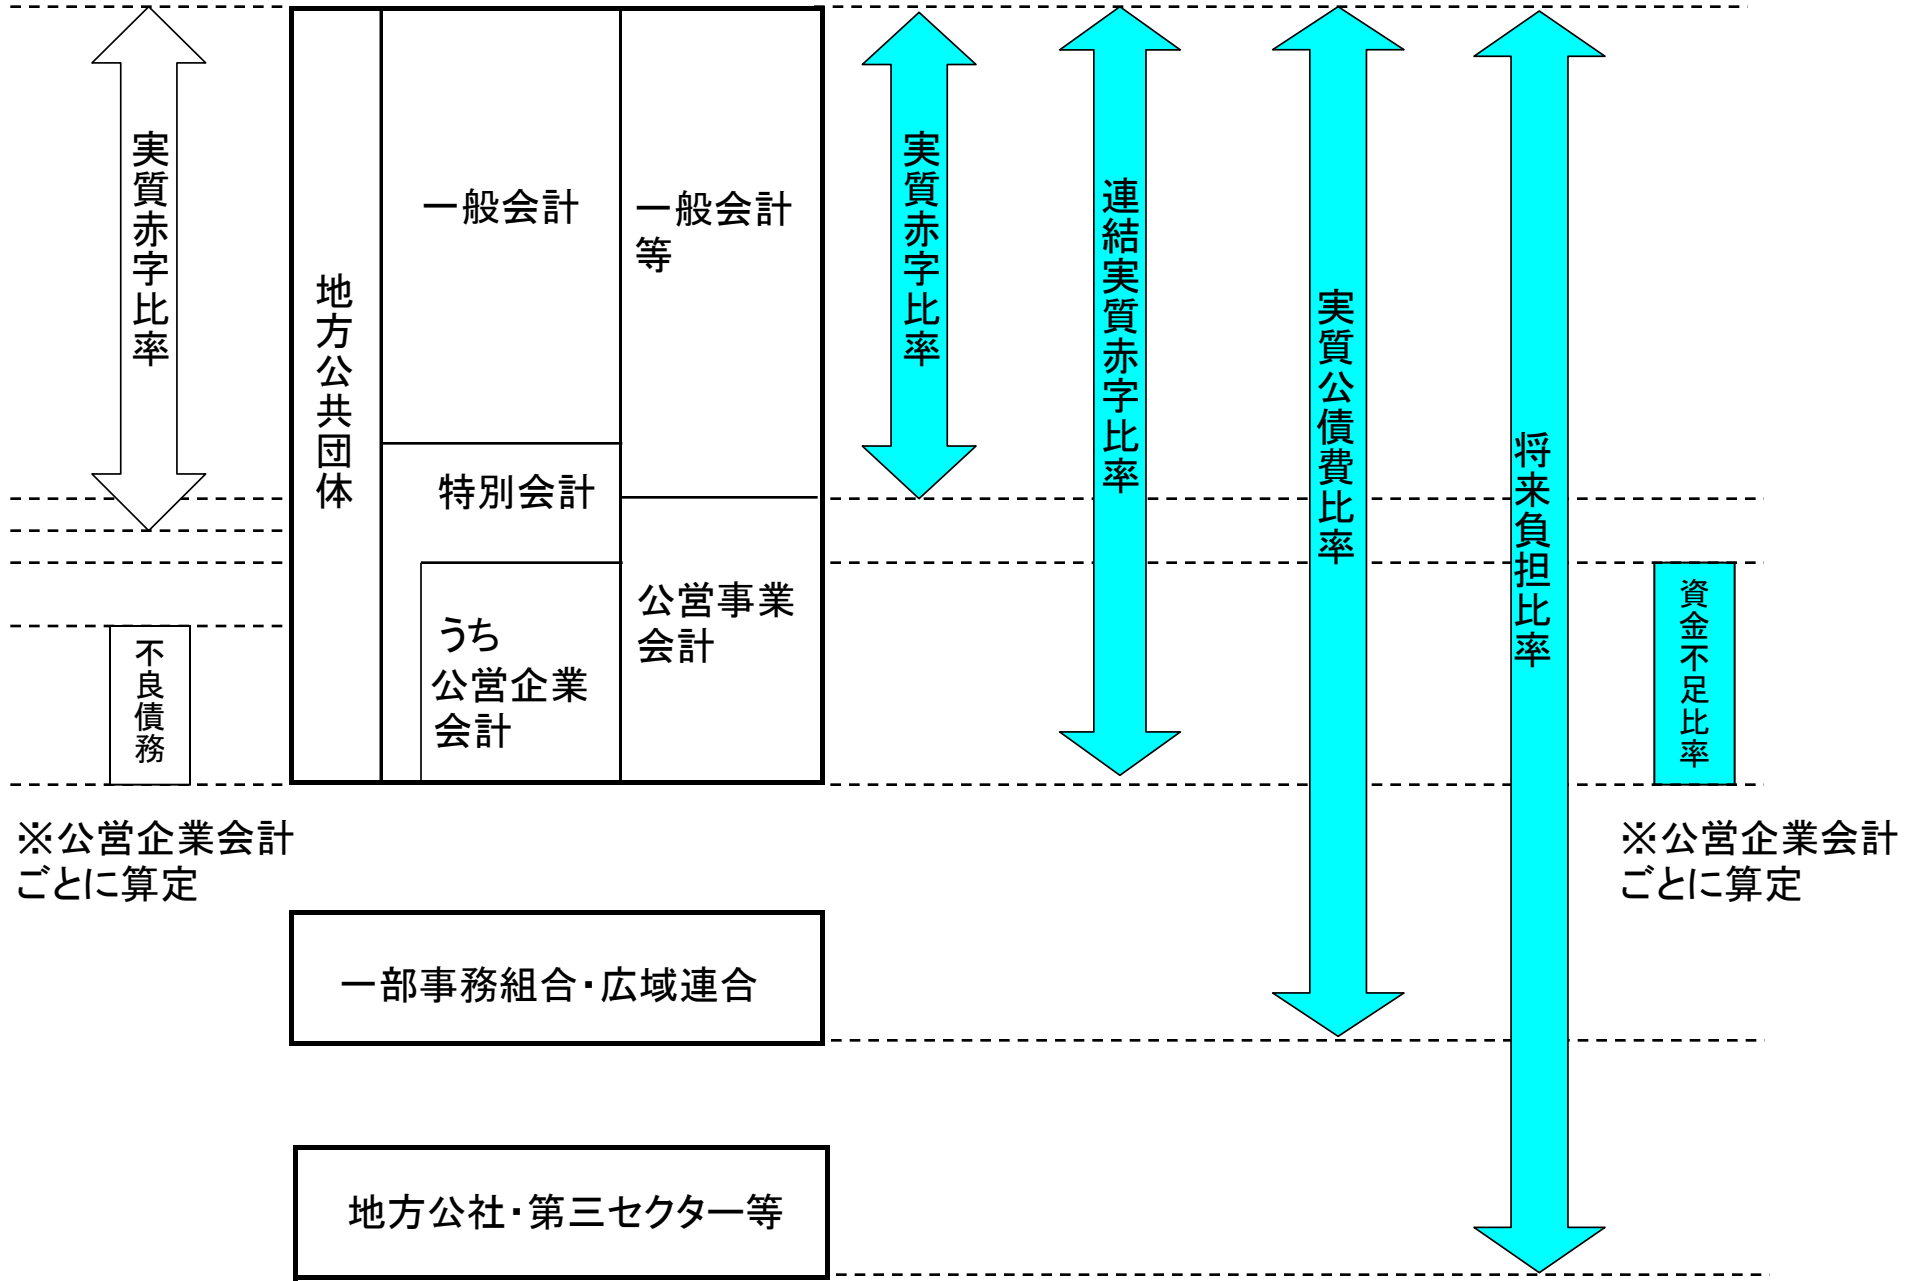 実質赤字比率
不良債務
※公営企業会計
ごとに算定
地方公共団体
一般会計
特別会計
うち
公営企業
会計
一般会計
等
公営事業
会計
実質赤字比率
連結実質赤字比率
実質公債費比率
将来負担比率
資金不足比率
※公営企業会計
ごとに算定
一部事務組合・広域連合
地方公社・第三セクター等